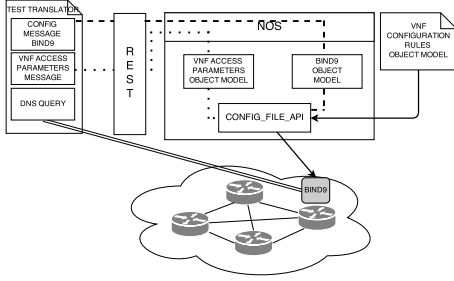 TEST TRANSLATOR
CONFIG
MESSAGE
BIND9
VNF ACCESS
PARAMETERS
MESSAGE
DNS QUERY
R
E
S
T
NOS
VNF ACCESS
PARAMETERS
OBJECT MODEL
BIND9
OBJECT
MODEL
CONFIG_FILE_API
VNF
CONFIGURATION
RULES
OBJECT MODEL
BIND9